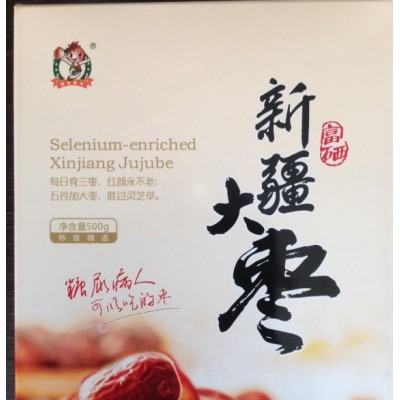 ®
Selenium-enriched
Xinjiang Jujube
每日食三枣，红颜永不老；
五谷加大枣，胜过灵芝草。
净含量500g
特级精选
新疆大枣
富硒
糖尿病人
可以吃的枣